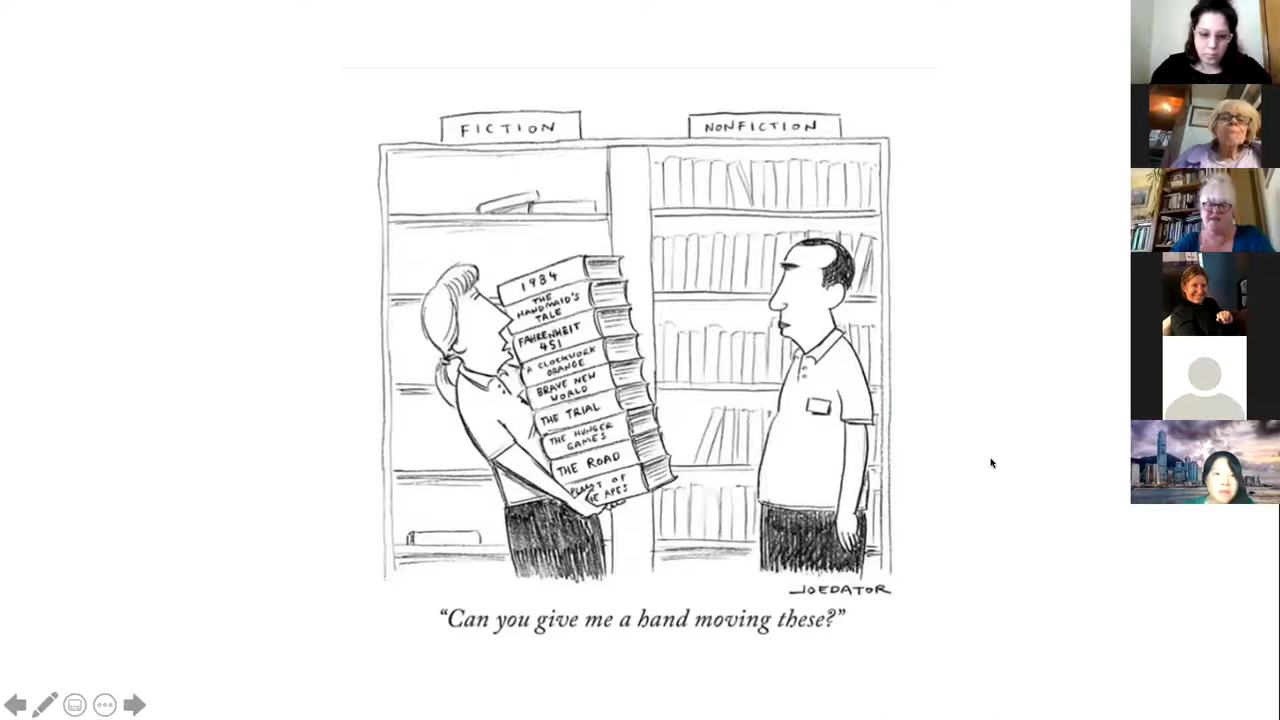 FICTION
NONFICTION
1984
THE
HANDMAID'S
TALE
FAHRENHEIT
451
A CLOCKWORK
ORANGE
BRAVE NEW
WORLD
THE TRIAL
THE HUNGER
GAMES
THE ROAD
PLANET OF
THE APES
JOEDATOR
“Can you give me a hand moving these?”